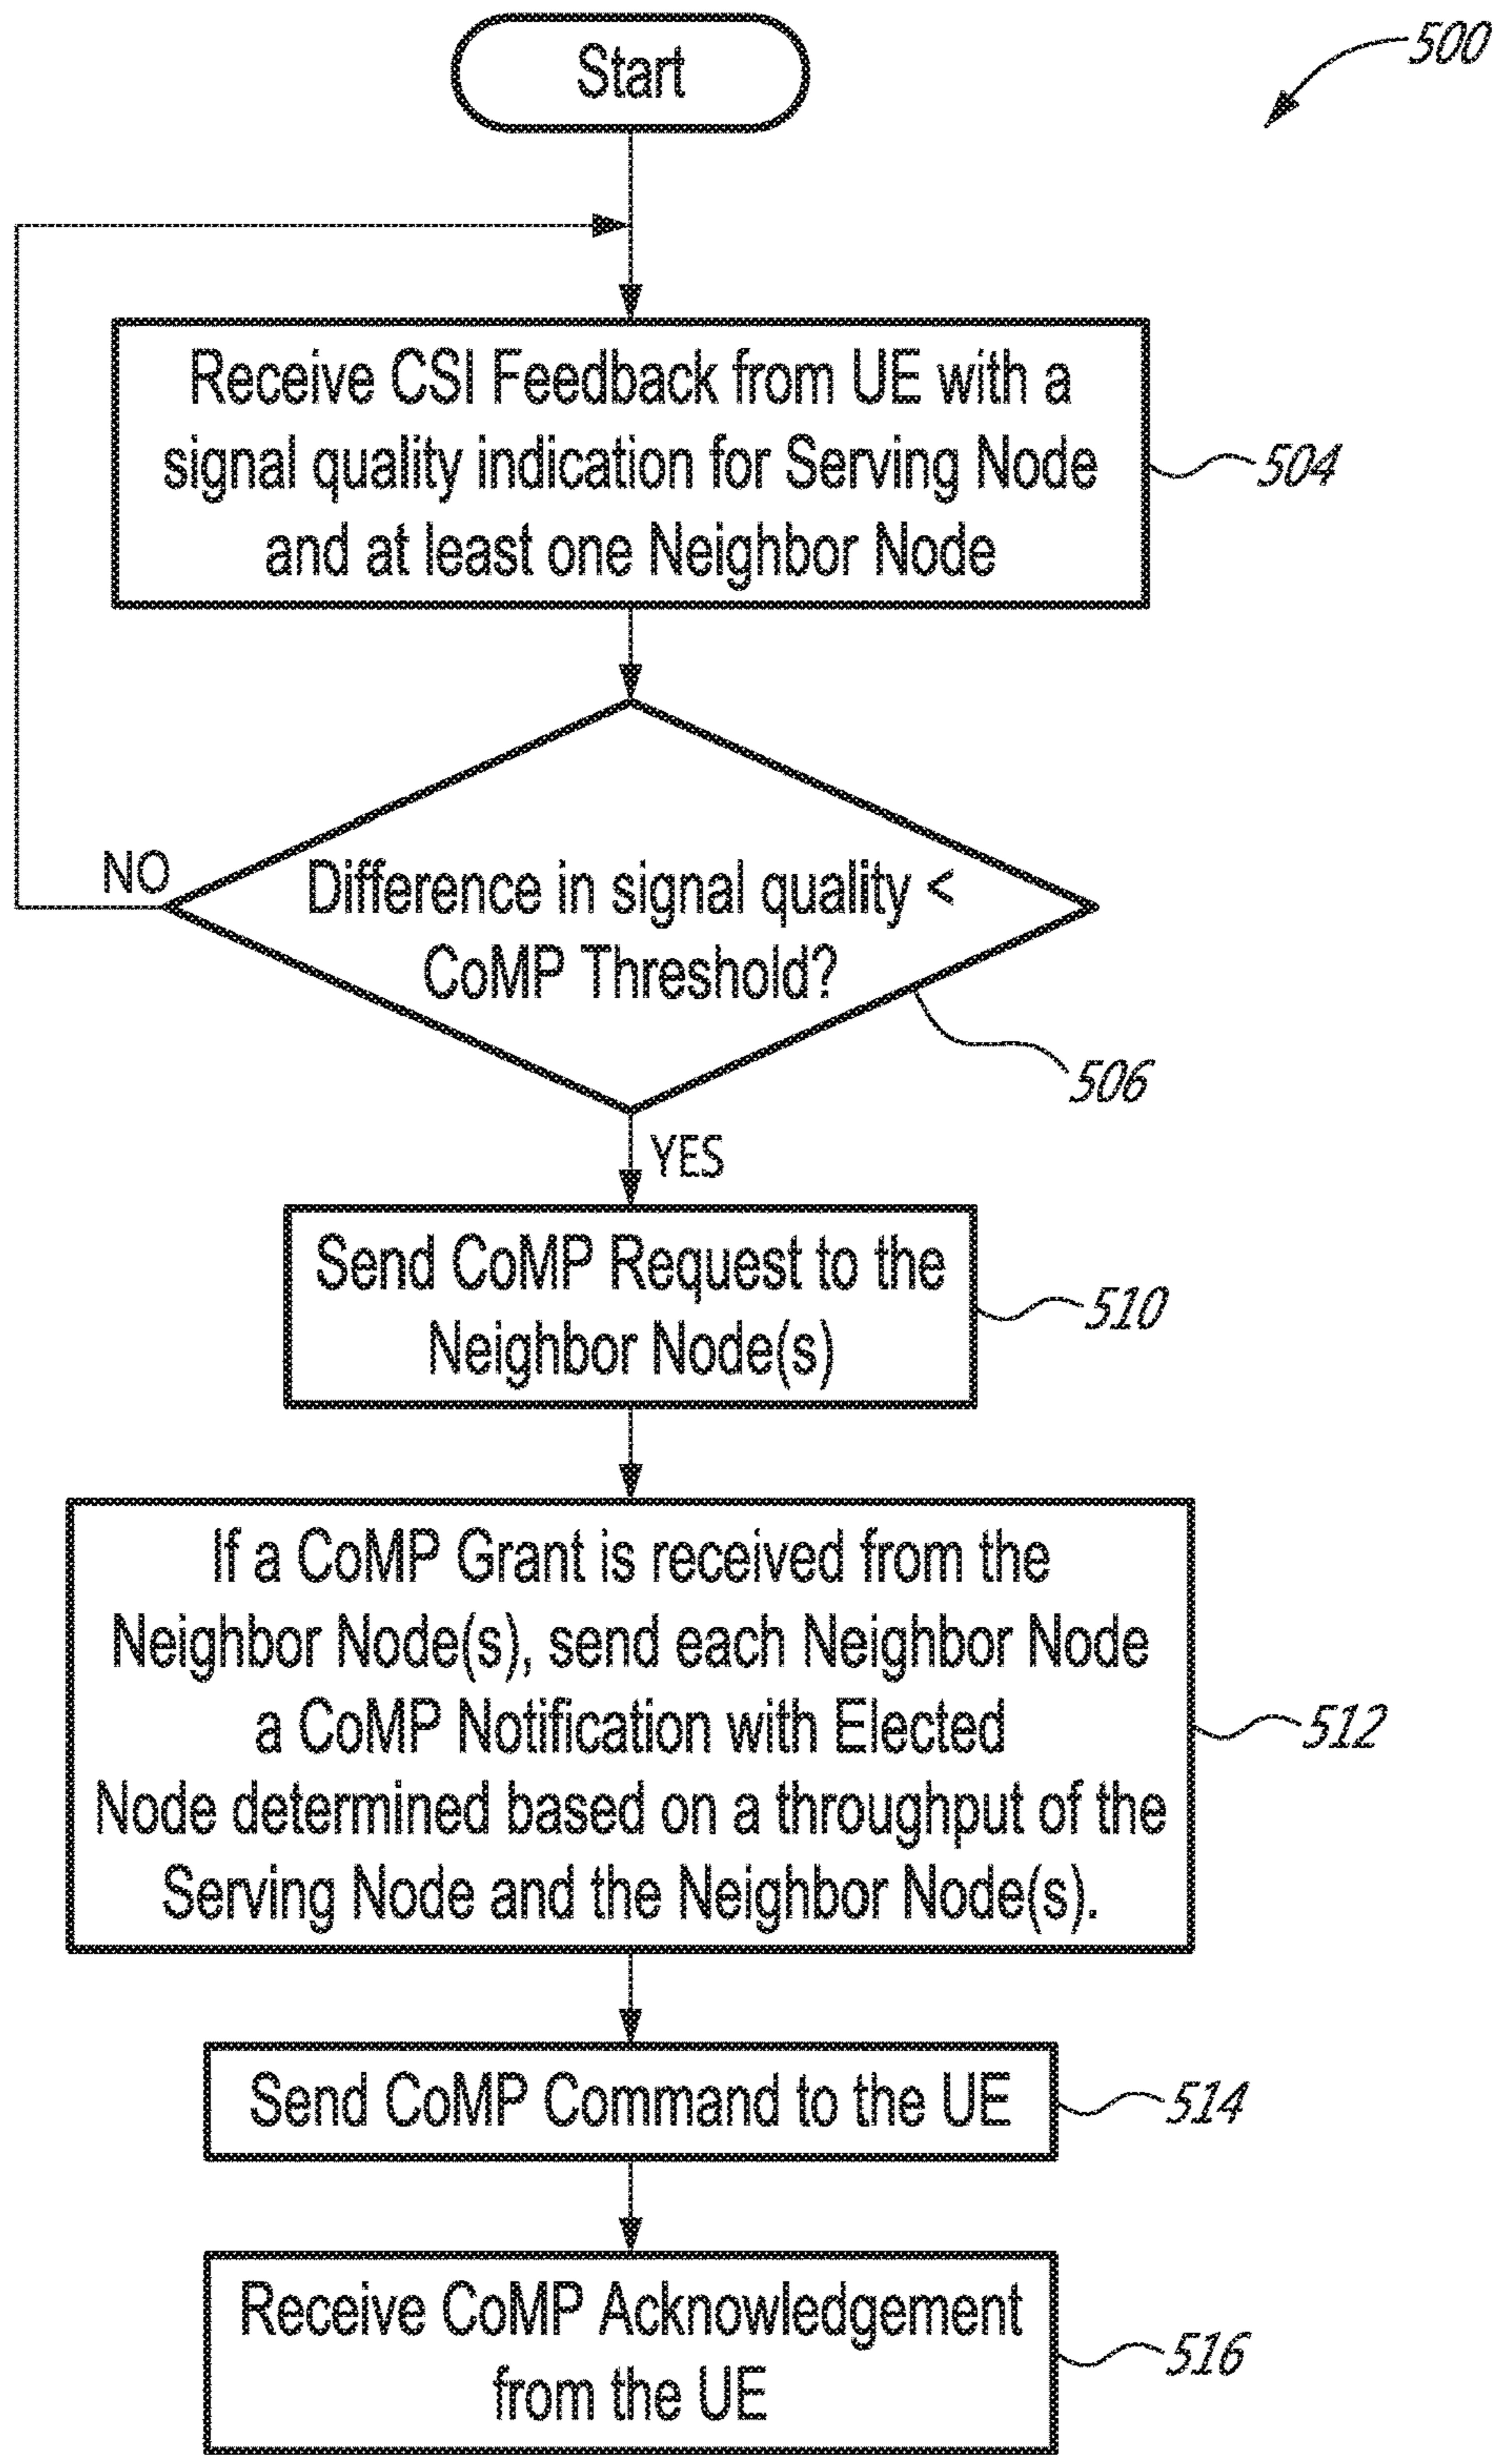 Start
500
Receive CSI Feedback from UE with a
signal quality indication for Serving Node
and at least one Neighbor Node
504
NO
Difference in signal quality <
CoMP Threshold?
506
YES
Send CoMP Request to the
Neighbor Node(s)
510
If a CoMP Grant is received from the
Neighbor Node(s), send each Neighbor Node
a CoMP Notification with Elected
Node determined based on a throughput of the
Serving Node and the Neighbor Node(s).
512
Send CoMP Command to the UE
514
Receive CoMP Acknowledgement
from the UE
516